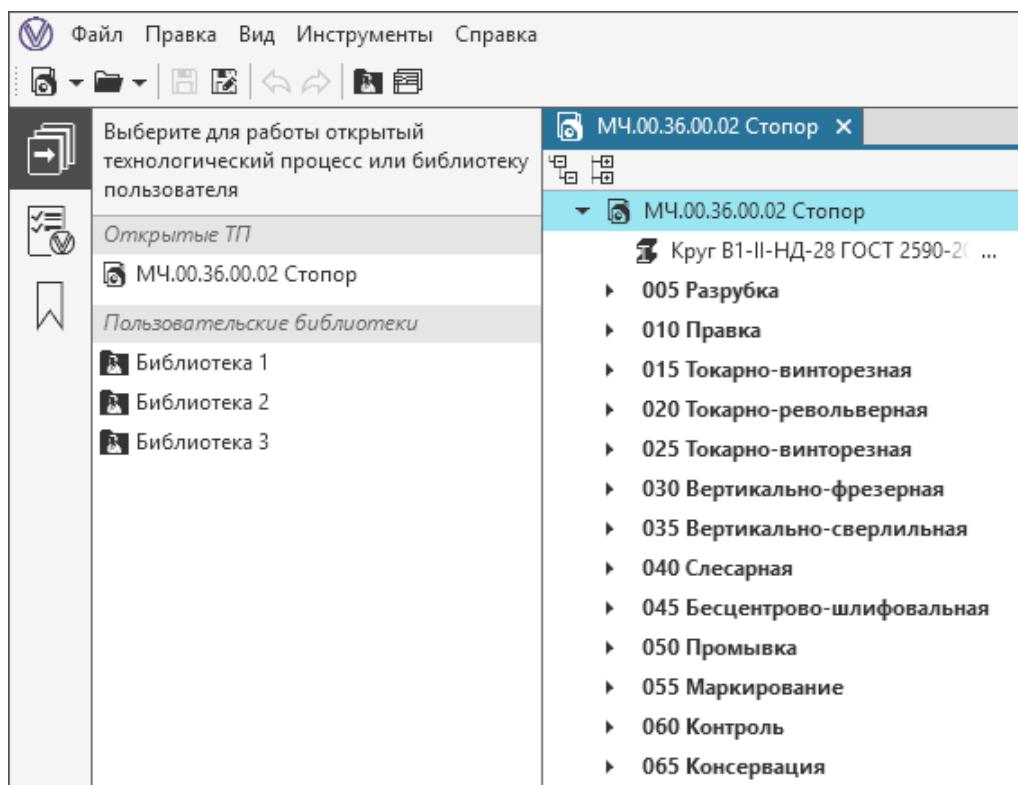 Файл Правка Вид Инструменты Справка
Выберите для работы открытый
технологический процесс или библиотеку
пользователя
Открытые ТП
МЧ.00.36.00.02 Стопор
Пользовательские библиотеки
Библиотека 1
Библиотека 2
Библиотека 3
МЧ.00.36.00.02 Стопор
МЧ.00.36.00.02 Стопор
Круг В1-II-НД-28 ГОСТ 2590-20 ...
005 Разрубка
010 Правка
015 Токарно-винторезная
020 Токарно-револьверная
025 Токарно-винторезная
030 Вертикально-фрезерная
035 Вертикально-сверлильная
040 Слесарная
045 Бесцентрово-шлифовальная
050 Промывка
055 Маркирование
060 Контроль
065 Консервация